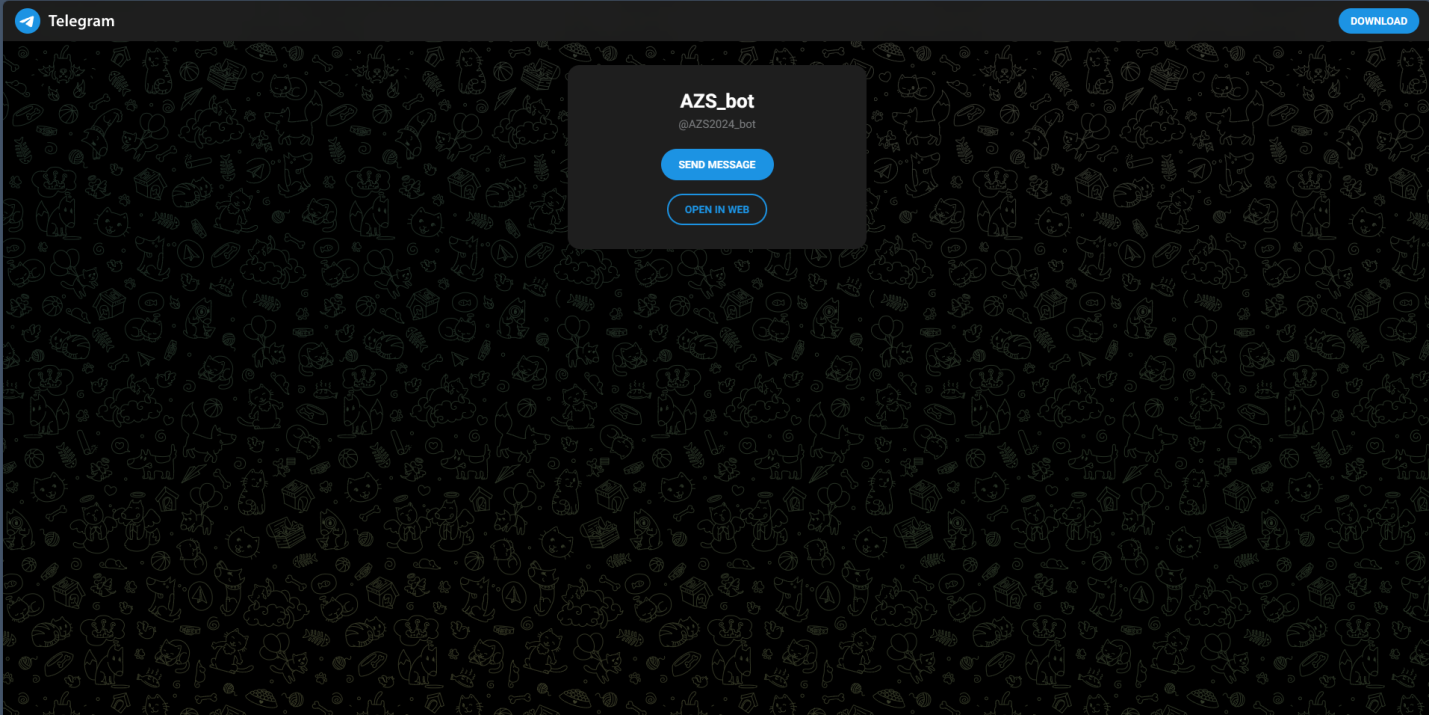 Telegram
DOWNLOAD
AZS_bot
@AZS2024_bot
SEND MESSAGE
OPEN IN WEB